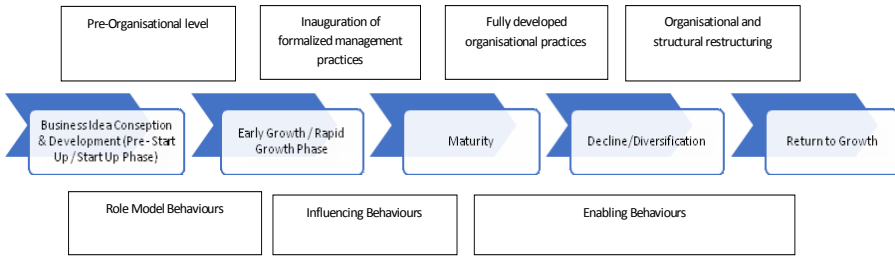 Pre-Organisational level
Inauguration of
formalized management
practices
Fully developed
organisational practices
Organisational and
structural restructuring
Business Idea Conseption
& Development (Pre - Start
Up / Start Up Phase)
Early Growth / Rapid
Growth Phase
Maturity
Decline/Diversification
Return to Growth
Role Model Behaviours
Influencing Behaviours
Enabling Behaviours